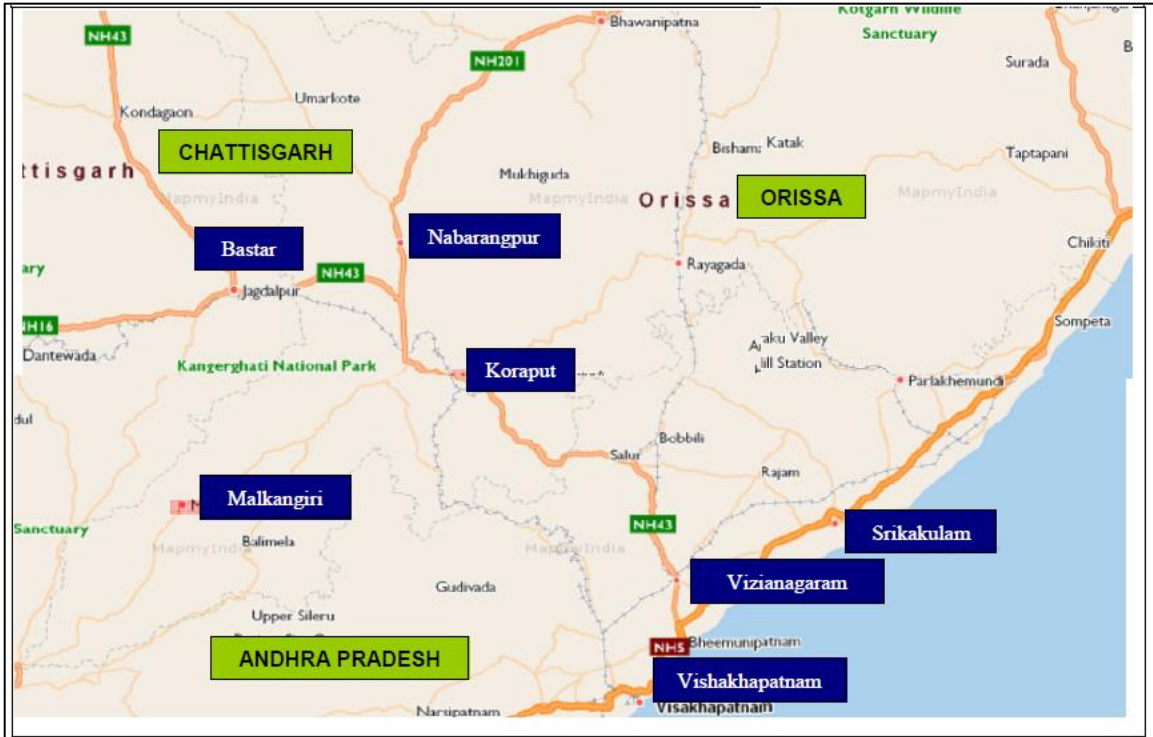 Kotgarh Wildlife
Sanctuary
NH43
Bhawanipatna
NH201
Surada
Umarkote
Kondagaon
CHATTISGARH
Bishama
Katak
Taptapani
ttisgarh
Mukhiguda
MapmyIndia
MapmyIndia
Orissa
ORISSA
MapmyIndia
Bastar
Nabarangpur
Chikiti
ary
NH43
Rayagada
Jagdalpur
NH16
Sompeta
Dantewada
aku Valley
ill Station
Kangerghati National Park
Koraput
Parlakhemundi
dul
Bobbili
Salur
Rajam
Malkangiri
Sanctuary
NH43
Srikakulam
MapmyIndia
Balimela
MapmyIndia
Gudivada
Vizianagaram
Upper Sileru
ANDHRA PRADESH
NH5
Bheemunipatnam
Vishakhapatnam
Narsipatnam
Visakhapatnam